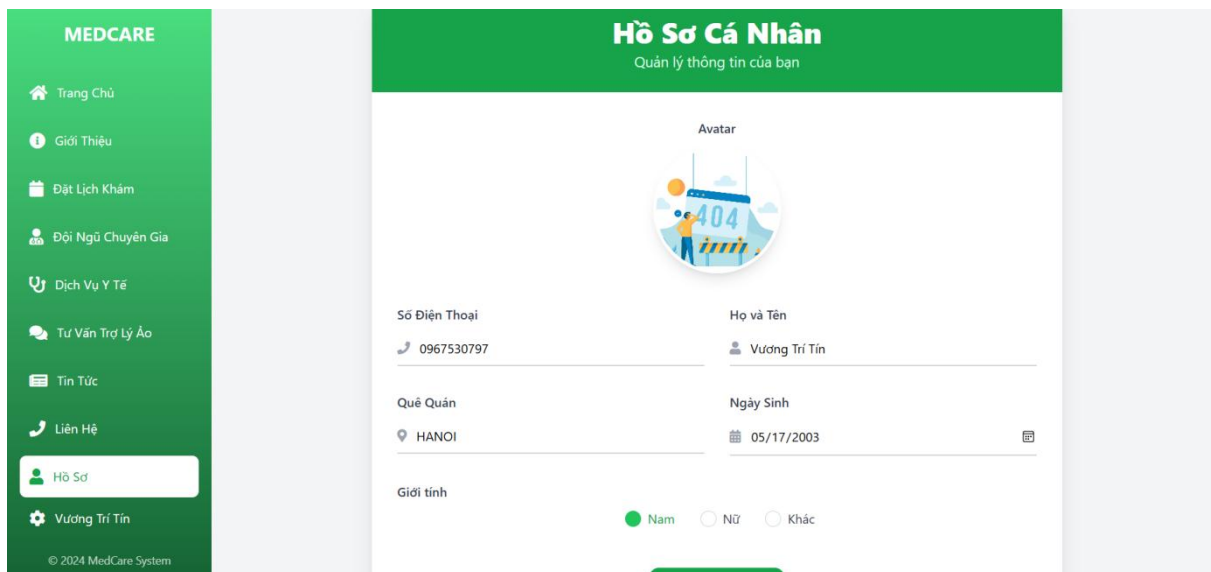 MEDCARE
Trang Chủ
Giới Thiệu
Đặt Lịch Khám
Đội Ngũ Chuyên Gia
Dịch Vụ Y Tế
Tư Vấn Trợ Lý Ảo
Tin Tức
Liên Hệ
Hồ Sơ
Vương Trí Tín
© 2024 MedCare System
Hồ Sơ Cá Nhân
Quản lý thông tin của bạn
Avatar
404
Số Điện Thoại
0967530797
Họ và Tên
Vương Trí Tín
Quê Quán
HANOI
Ngày Sinh
05/17/2003
Giới tính
Nam
Nữ
Khác